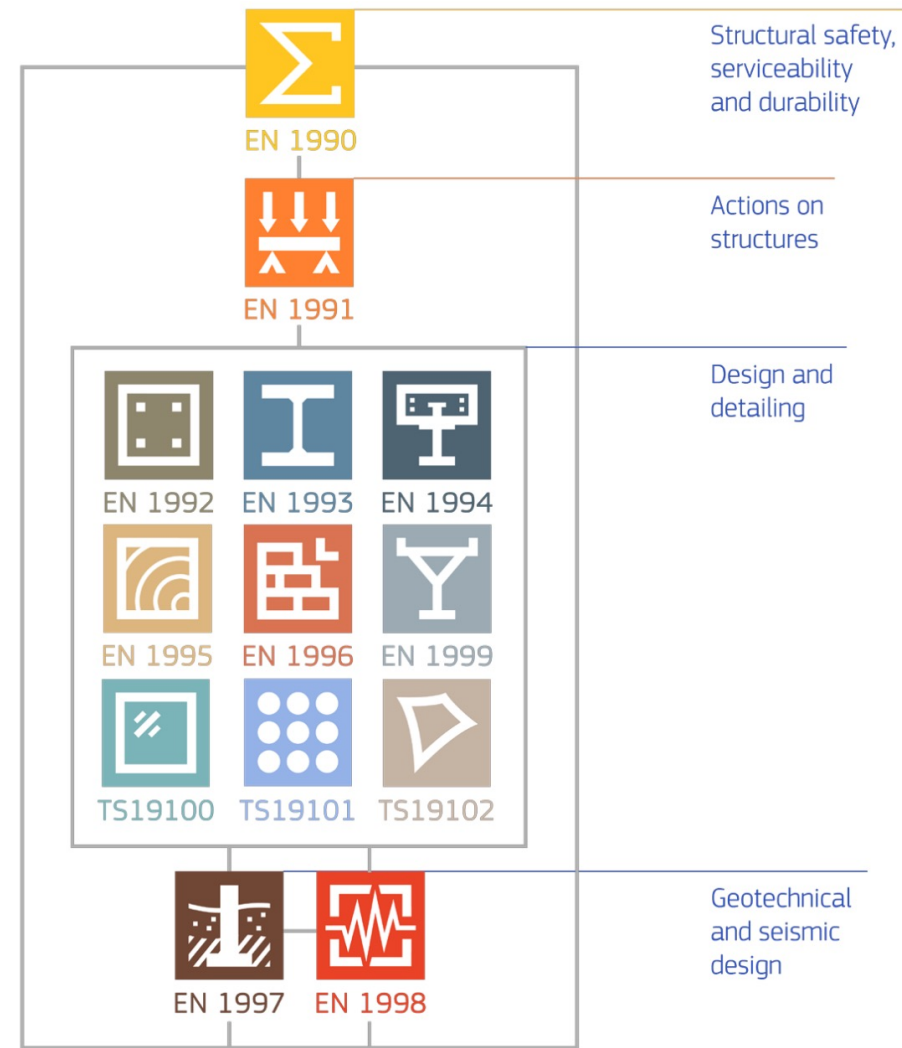 Structural safety,
serviceability
and durability
EN 1990
Actions on
structures
EN 1991
Design and
detailing
EN 1992
EN 1993
EN 1994
EN 1995
EN 1996
EN 1999
TS19100
TS19101
TS19102
Geotechnical
and seismic
design
EN 1997
EN 1998